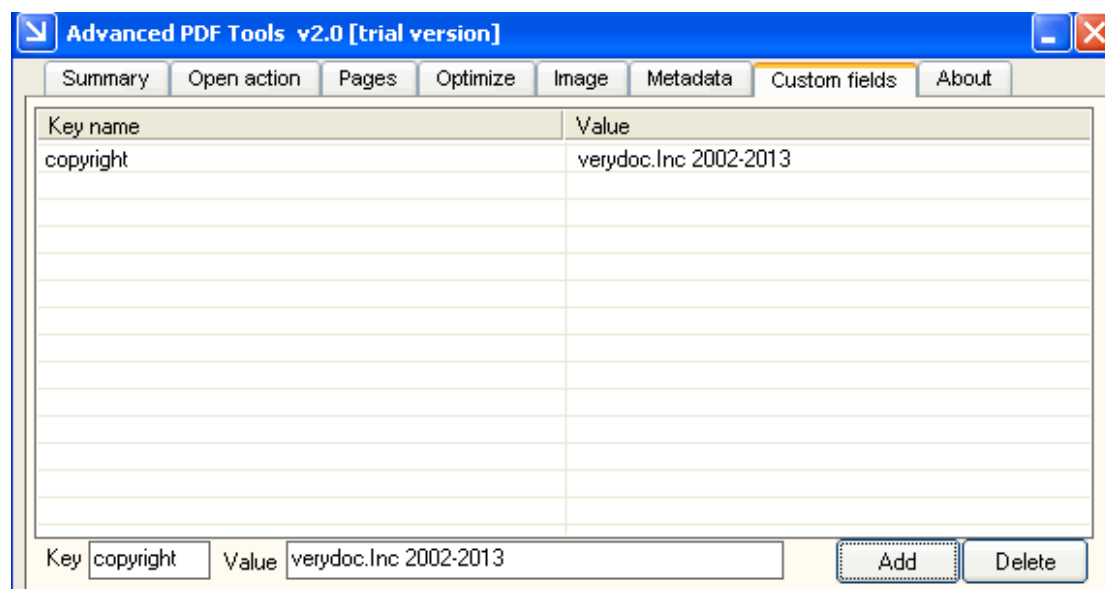 Advanced PDF Tools v2.0 [trial version]
Summary Open action Pages Optimize Image Metadata Custom fields About
Key name Value
copyright verydoc.Inc 2002-2013
Key copyright Value verydoc.Inc 2002-2013 Add Delete